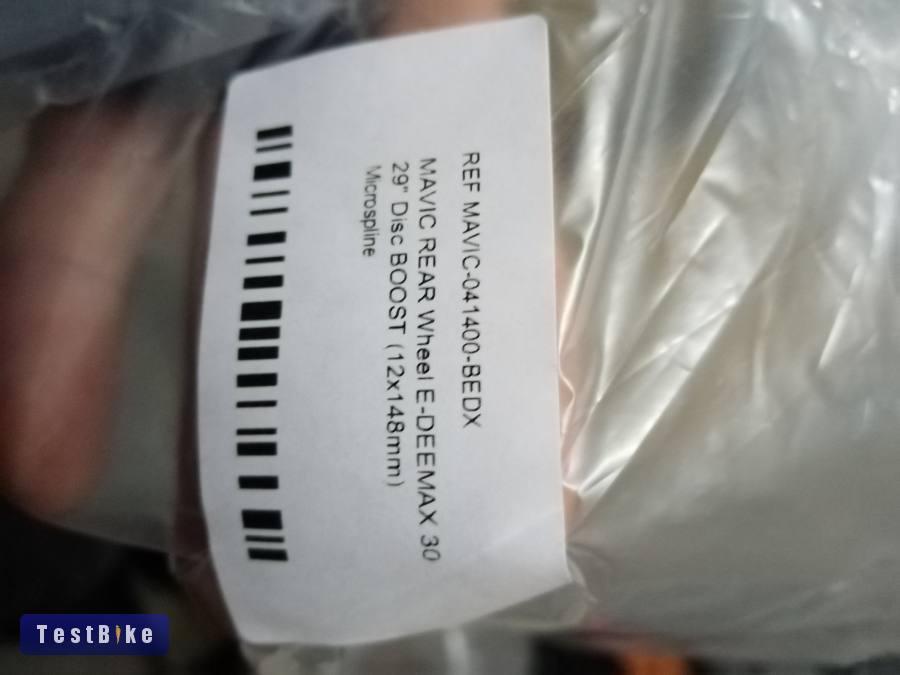 REF MAVIC-041400-BEDX
MAVIC REAR Wheel E-DEEMAX 30
29" Disc BOOST (12x148mm)
Microspline
TestBike